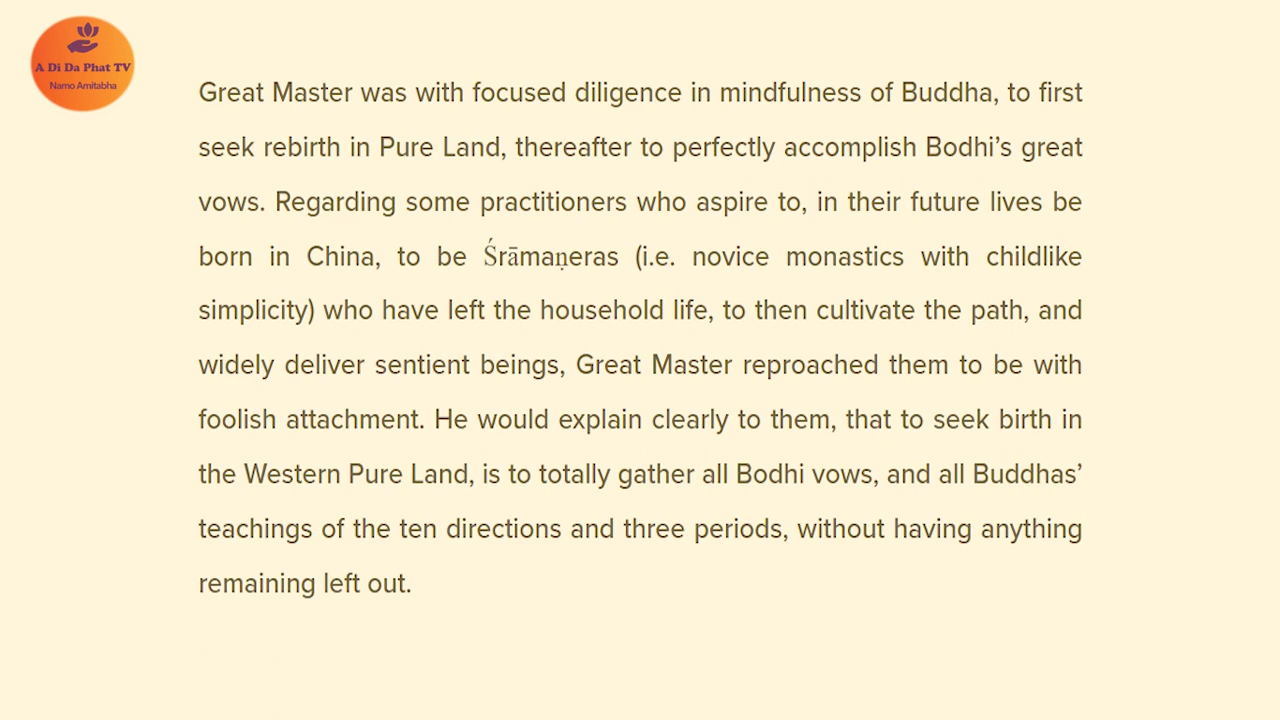 A Di Da Phat TV
Namo Amitabha
Great Master was with focused diligence in mindfulness of Buddha, to first
seek rebirth in Pure Land, thereafter to perfectly accomplish Bodhi’s great
vows. Regarding some practitioners who aspire to, in their future lives be
born in China, to be Śrāmaṇeras (i.e. novice monastics with childlike
simplicity) who have left the household life, to then cultivate the path, and
widely deliver sentient beings, Great Master reproached them to be with
foolish attachment. He would explain clearly to them, that to seek birth in
the Western Pure Land, is to totally gather all Bodhi vows, and all Buddhas’
teachings of the ten directions and three periods, without having anything
remaining left out.